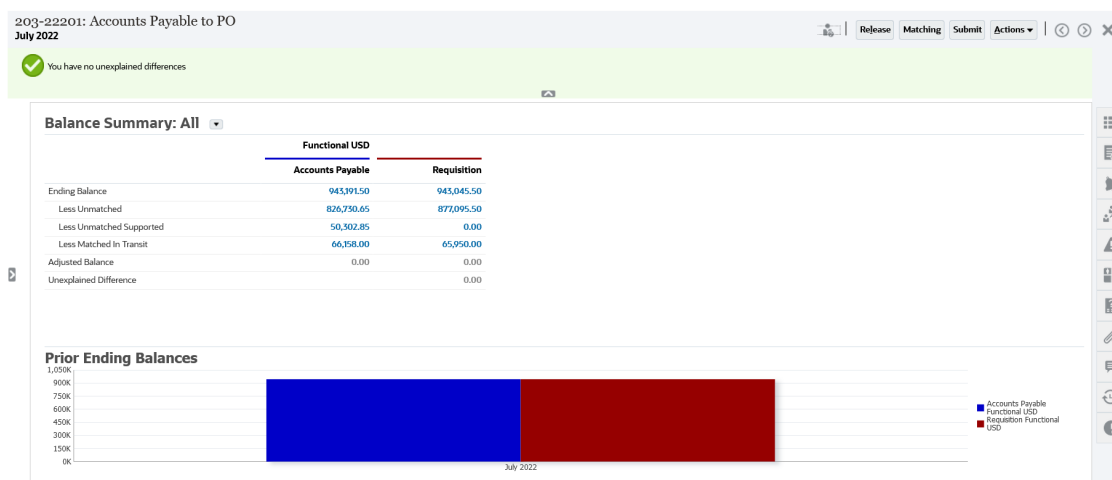 203-22201: Accounts Payable to PO
July 2022
Release Matching Submit Actions
You have no unexplained differences
Balance Summary: All
Functional USD
Accounts Payable Requisition
Ending Balance 943,191.50 943,045.50
Less Unmatched 826,730.65 877,095.50
Less Unmatched Supported 50,302.85 0.00
Less Matched In Transit 66,158.00 65,950.00
Adjusted Balance 0.00 0.00
Unexplained Difference 0.00
Prior Ending Balances
1,050K
900K
750K
600K
450K
300K
150K
0K
July 2022
Accounts Payable
Functional USD
Requisition Functional
USD